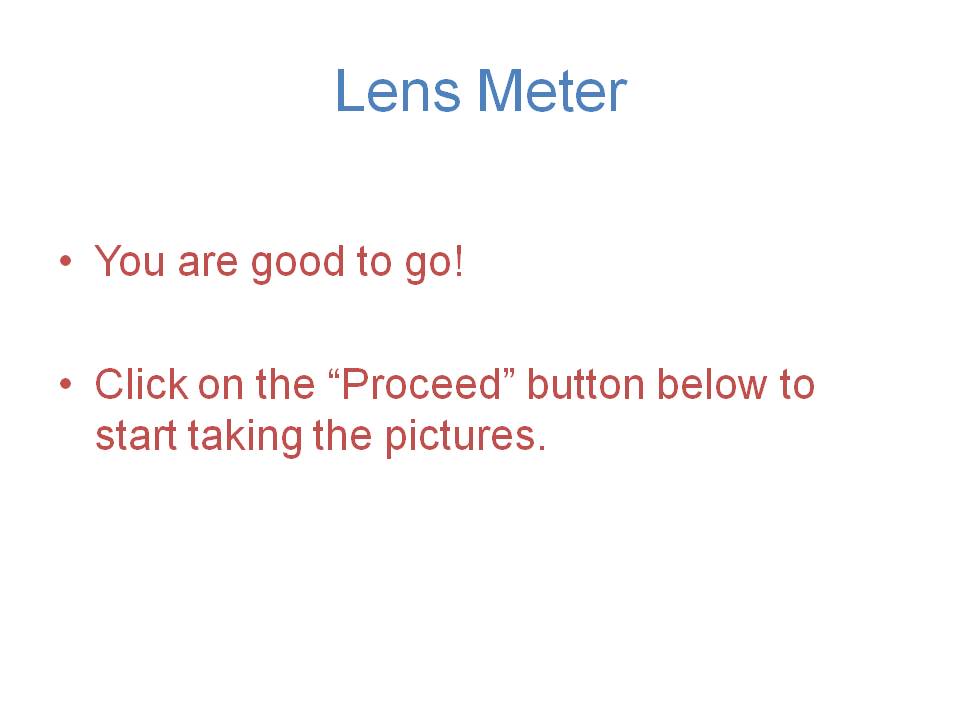 Lens Meter
• You are good to go!
• Click on the “Proceed” button below to
start taking the pictures.